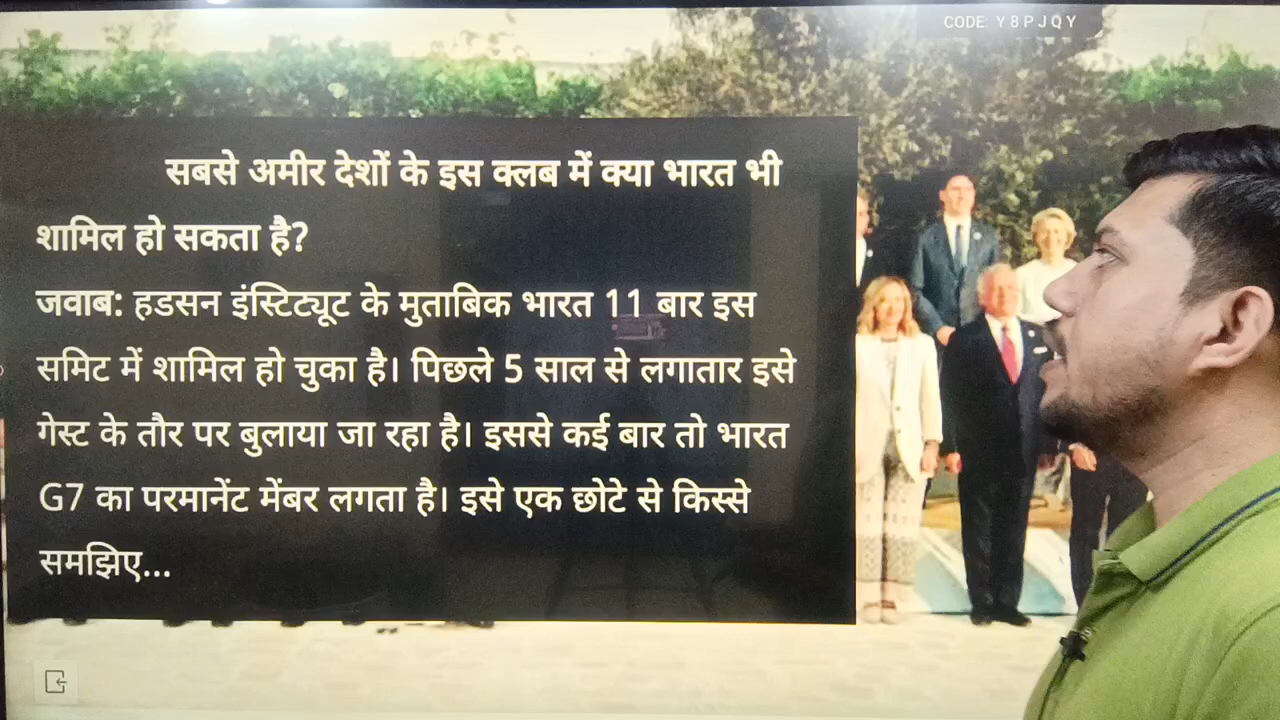 CODE: Y8PJQY
सबसे अमीर देशों के इस क्लब में क्या भारत भी
शामिल हो सकता है?
जवाब: हडसन इंस्टिट्यूट के मुताबिक भारत 11 बार इस
समिट में शामिल हो चुका है। पिछले 5 साल से लगातार इसे
गेस्ट के तौर पर बुलाया जा रहा है। इससे कई बार तो भारत
G7 का परमानेंट मेंबर लगता है। इसे एक छोटे से किस्से
समझिए...